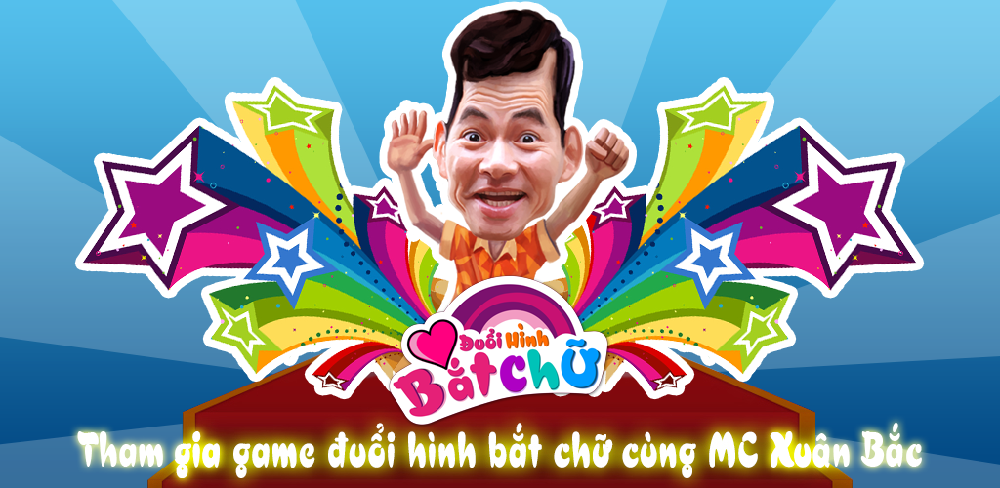 Đuổi Hình
Bắt chữ
Tham gia game đuổi hình bắt chữ cùng MC Xuân Bắc